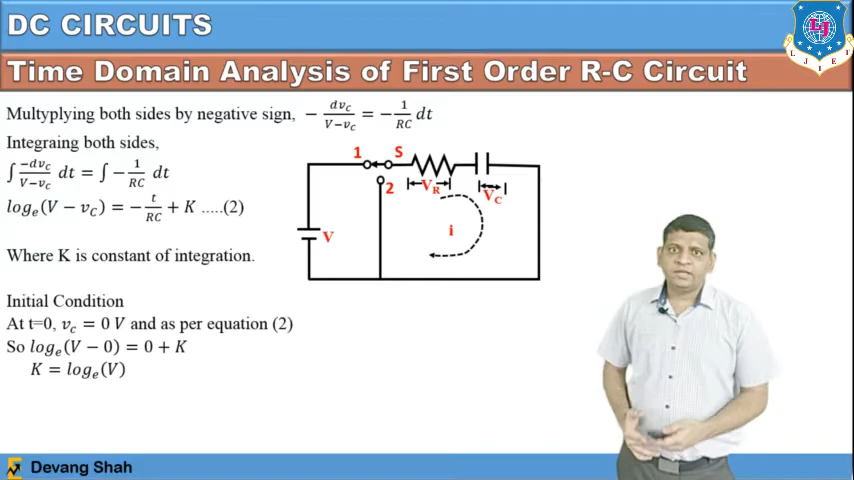 DC CIRCUITS
Time Domain Analysis of First Order R-C Circuit
LJ
L J I E T
Multyplying both sides by negative sign, − dv_c/(V−v_c) = − 1/RC dt
Integraing both sides,
∫ −dv_c/(V−v_c) dt = ∫ − 1/RC dt
log_e(V − v_C) = − t/RC + K .....(2)
Where K is constant of integration.
Initial Condition
At t=0, v_c = 0 V and as per equation (2)
So log_e(V − 0) = 0 + K
K = log_e(V)
1 S
2 V_R V_C
V i
Devang Shah